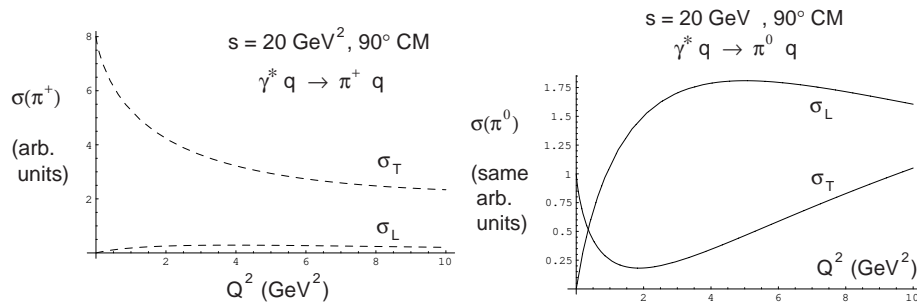 s = 20 GeV², 90° CM
γ* q → π⁺ q
σ(π⁺)
(arb.
units)
8
6
4
2
σ_T
σ_L
2 4 6 8 10
Q² (GeV²)
s = 20 GeV , 90° CM
γ* q → π⁰ q
σ(π⁰)
(same
arb.
units)
1.75
1.5
1.25
1
0.75
0.5
0.25
σ_L
σ_T
Q² (GeV²)
2 4 6 8 10